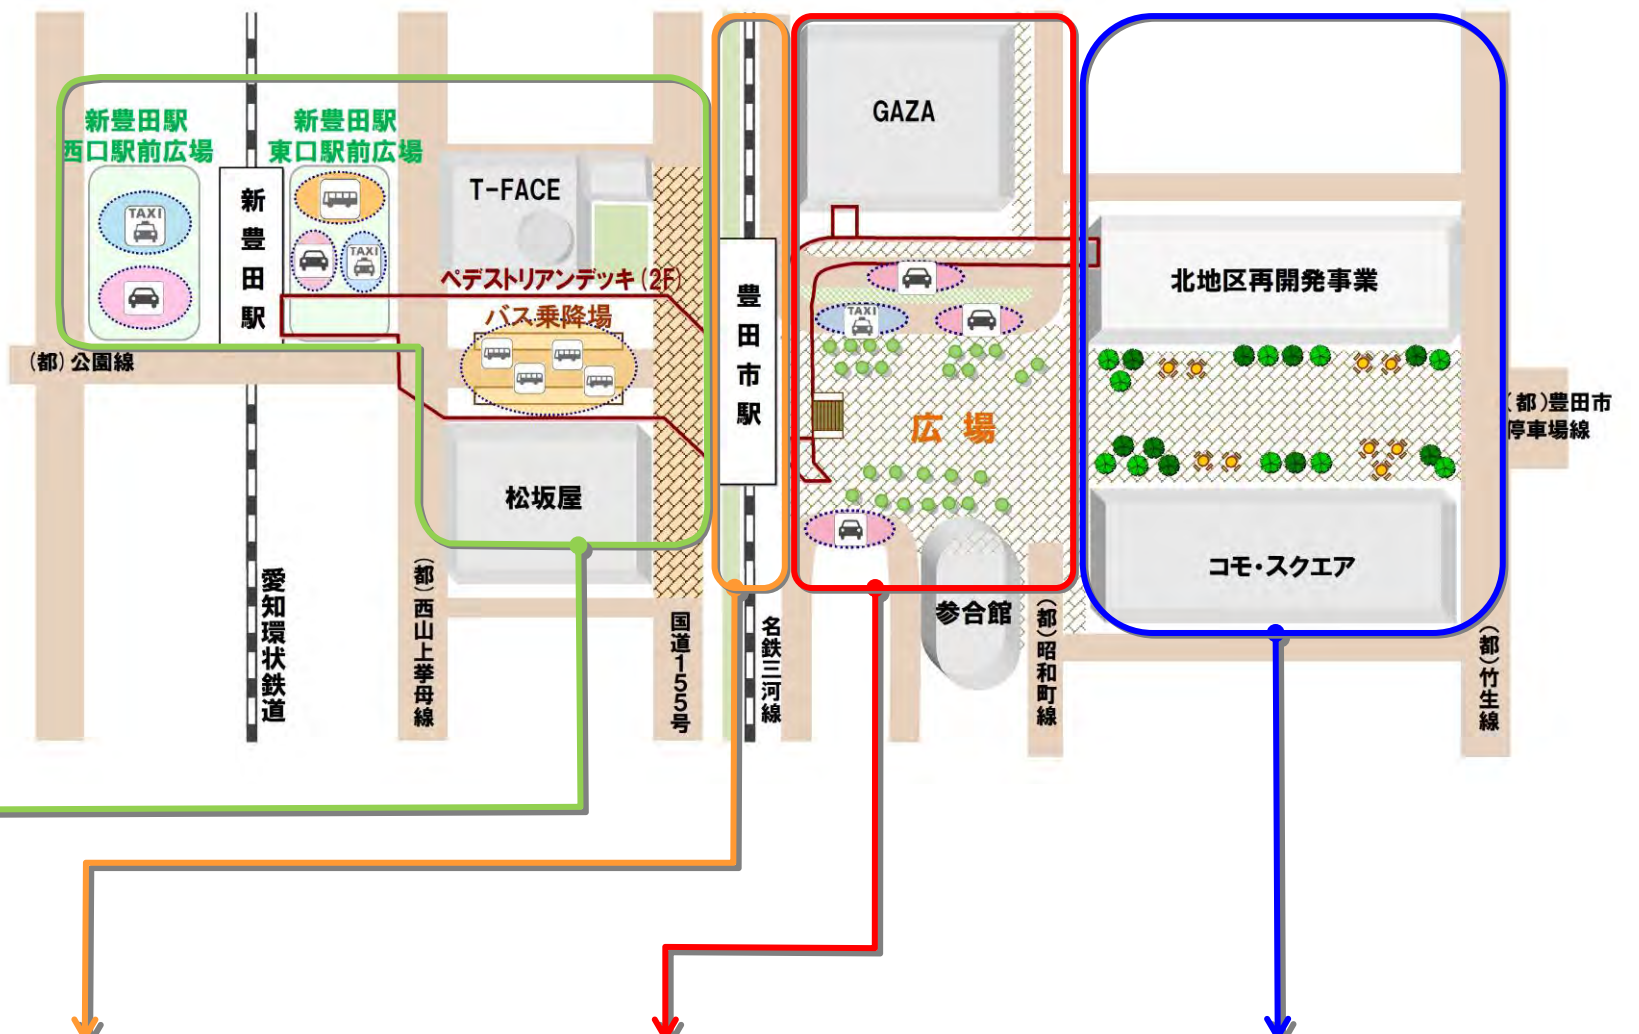 新豊田駅
西口駅前広場
新豊田駅
東口駅前広場
TAXI
TAXI
新豊田駅
T-FACE
GAZA
ペデストリアンデッキ(2F)
バス乗降場
豊田市駅
TAXI
北地区再開発事業
(都)公園線
広場
(都)豊田市
停車場線
松坂屋
コモ・スクエア
参合館
愛知環状鉄道
(都)西山上挙母線
国道155号
名鉄三河線
(都)昭和町線
(都)竹生線